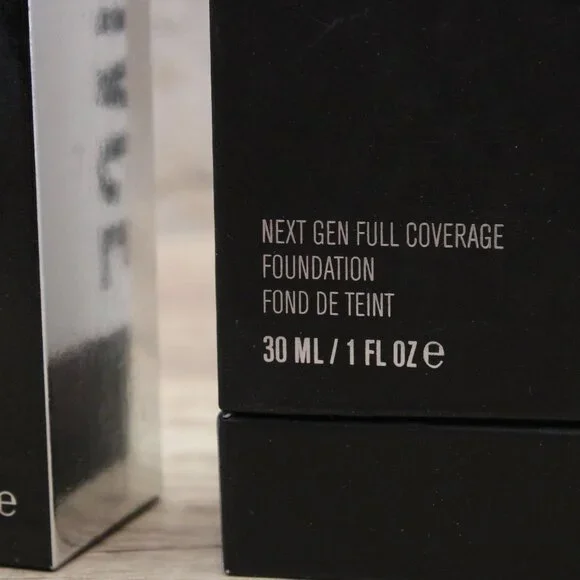 NEXT GEN FULL COVERAGE
FOUNDATION
FOND DE TEINT
30 ML / 1 FL OZ ℮
℮